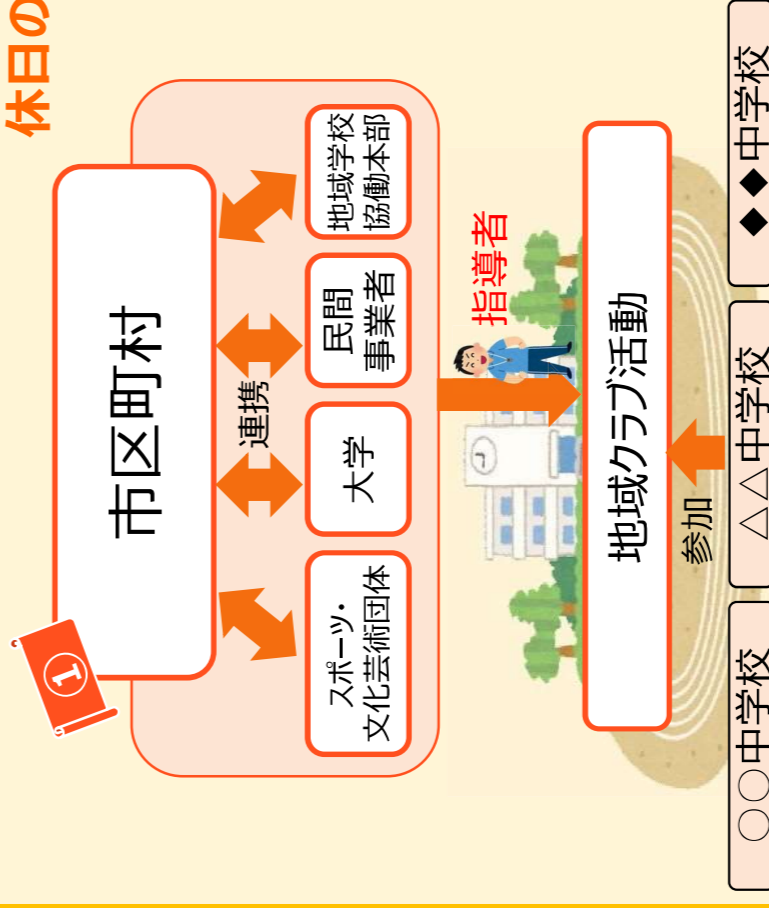 休日の
①
市区町村
連携
スポーツ・
文化芸術団体
大学
民間
事業者
地域学校
協働本部
指導者
地域クラブ活動
参加
○○中学校
△△中学校
◆◆中学校